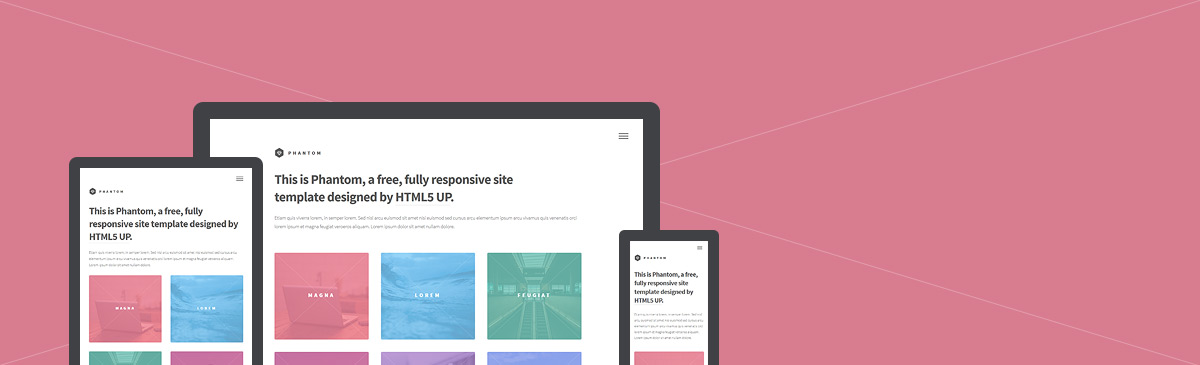 PHANTOM
This is Phantom, a free, fully responsive site
template designed by HTML5 UP.
Etiam quis viverra lorem, in semper lorem. Sed nisl arcu euismod sit amet nisi euismod sed cursus arcu elementum ipsum arcu vivamus quis venenatis orci
lorem ipsum et magna feugiat veroeros aliquam. Lorem ipsum dolor sit amet nullam dolore.
MAGNA
LOREM
FEUGIAT
PHANTOM
This is Phantom, a free, fully
responsive site template designed by
HTML5 UP.
MAGNA
LOREM
PHANTOM
This is Phantom, a free,
fully responsive site
template designed by
HTML5 UP.